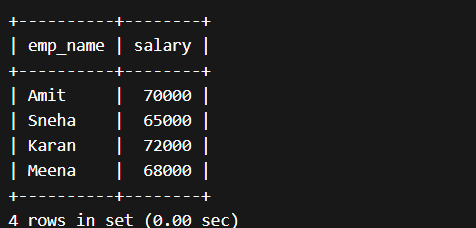 +----------+--------+
| emp_name | salary |
+----------+--------+
| Amit     |  70000 |
| Sneha    |  65000 |
| Karan    |  72000 |
| Meena    |  68000 |
+----------+--------+
4 rows in set (0.00 sec)